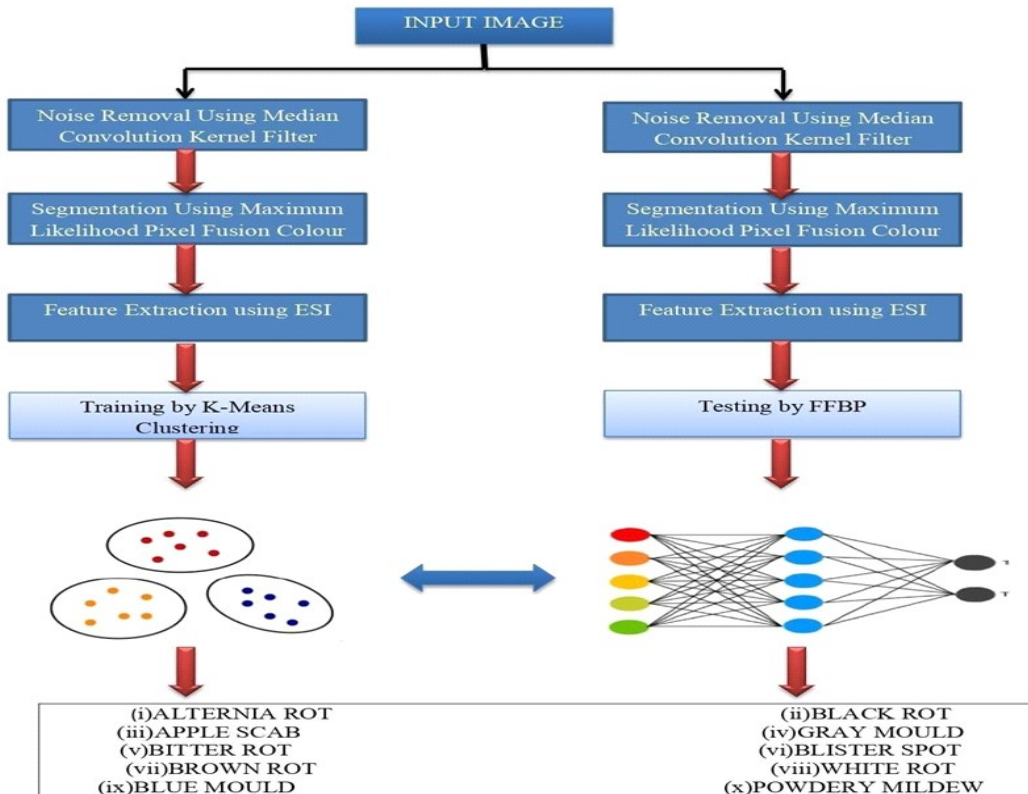 INPUT IMAGE
Noise Removal Using Median
Convolution Kernel Filter
Segmentation Using Maximum
Likelihood Pixel Fusion Colour
Feature Extraction using ESI
Training by K-Means
Clustering
Noise Removal Using Median
Convolution Kernel Filter
Segmentation Using Maximum
Likelihood Pixel Fusion Colour
Feature Extraction using ESI
Testing by FFBP
(i)ALTERNIA ROT
(ii)BLACK ROT
(iii)APPLE SCAB
(iv)GRAY MOULD
(v)BITTER ROT
(vi)BLISTER SPOT
(vii)BROWN ROT
(viii)WHITE ROT
(ix)BLUE MOULD
(x)POWDERY MILDEW